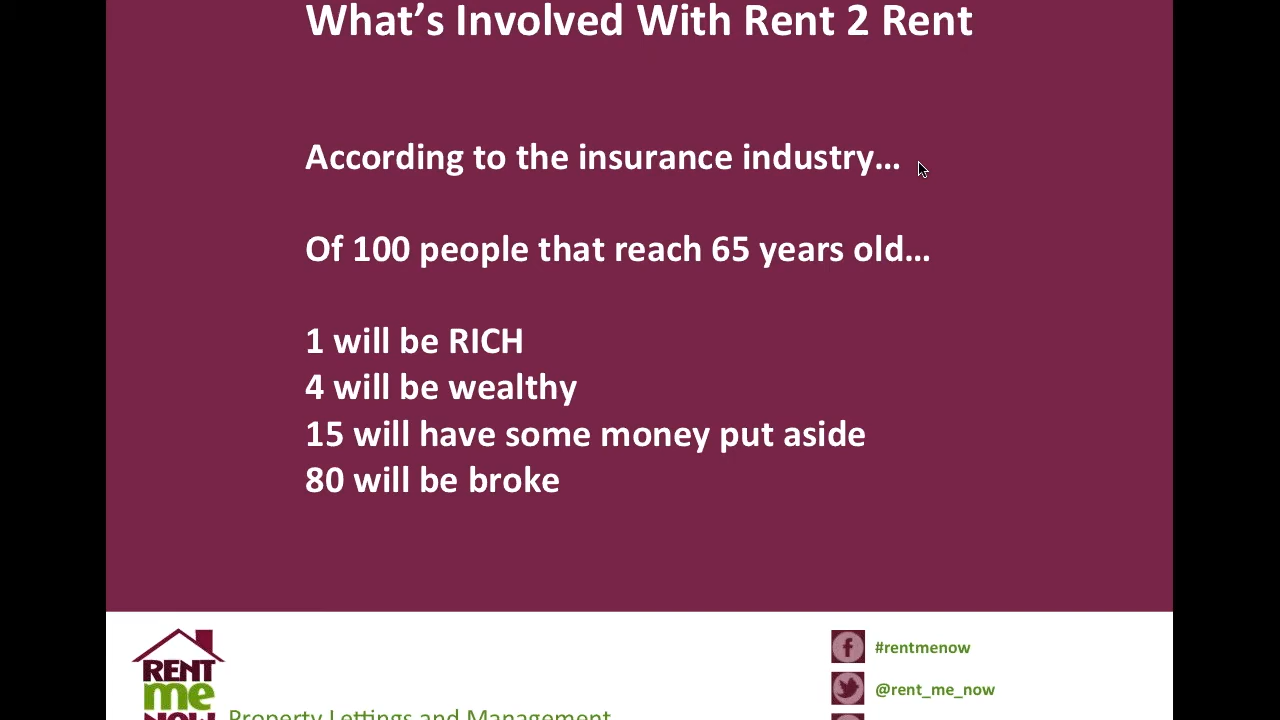 What's Involved With Rent 2 Rent
According to the insurance industry...
Of 100 people that reach 65 years old...
1 will be RICH
4 will be wealthy
15 will have some money put aside
80 will be broke
RENT
me
NOW
Property Lettings and Management
#rentmenow
@rent_me_now